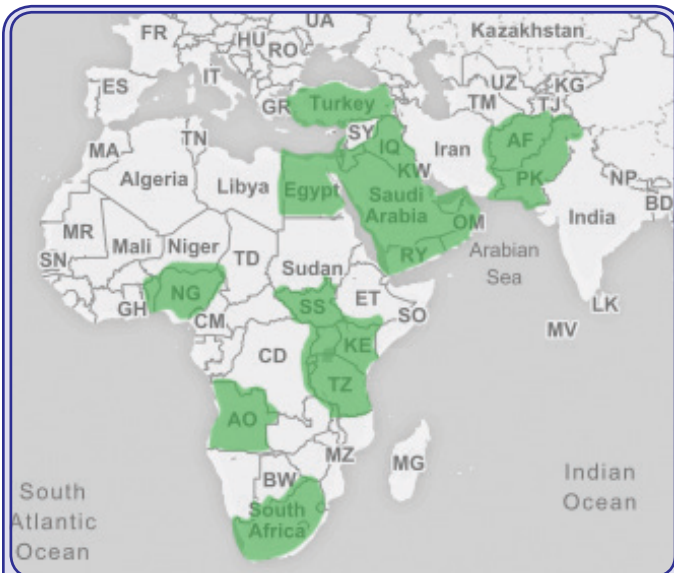 UA
Kazakhstan
FR
HU
RO
IT
UZ
KG
ES
GR
Turkey
TM
TJ
TN
SY
MA
IQ
Iran
AF
Algeria
Libya
Egypt
KW
PK
NP
Saudi
Arabia
BD
MR
Mali
Niger
OM
India
SN
TD
Sudan
RY
Arabian
Sea
NG
SS
ET
GH
CM
SO
LK
MV
CD
KE
TZ
AO
MZ
MG
BW
South
Africa
Indian
Ocean
South
Atlantic
Ocean